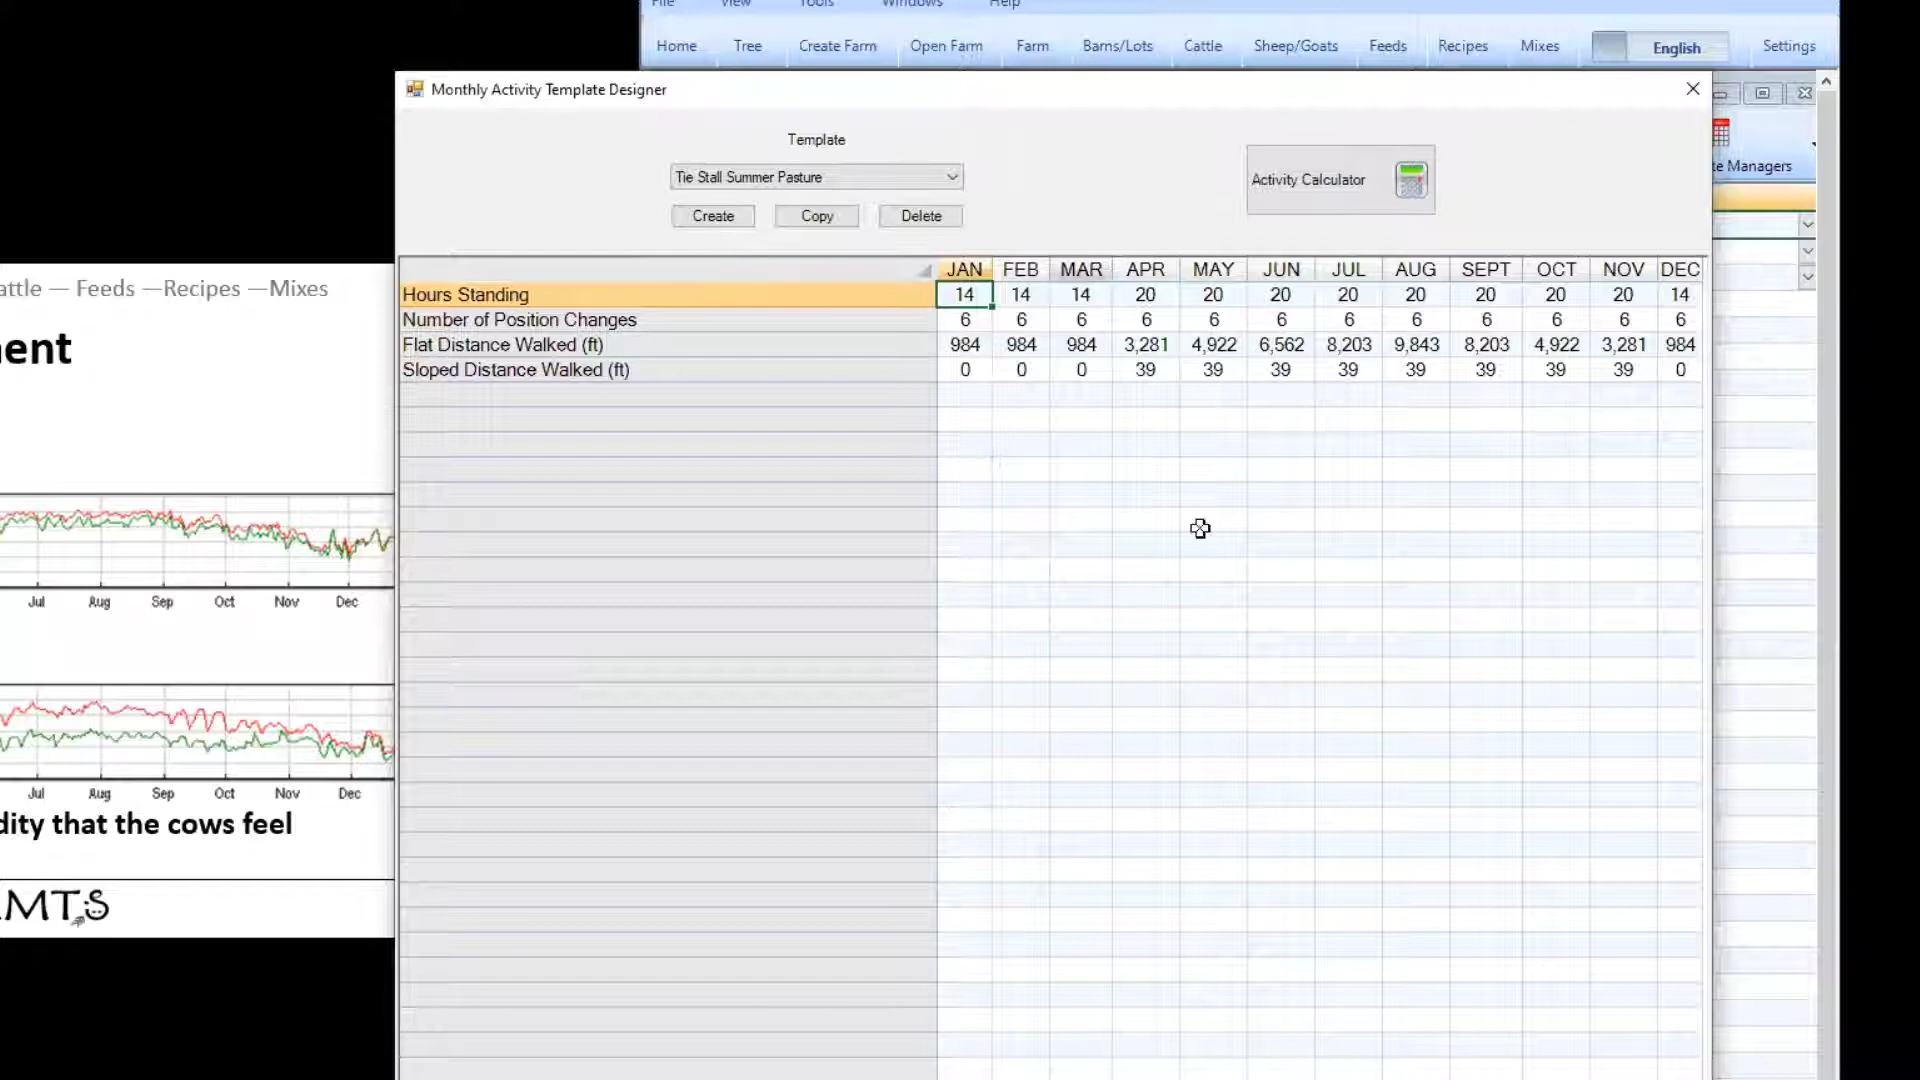 File View Tools Windows Help
Home Tree Create Farm Open Farm Farm Barns/Lots Cattle Sheep/Goats Feeds Recipes Mixes English Settings
Monthly Activity Template Designer
Template
Tie Stall Summer Pasture
Activity Calculator
Managers
Create Copy Delete
JAN FEB MAR APR MAY JUN JUL AUG SEPT OCT NOV DEC
Hours Standing 14 14 14 20 20 20 20 20 20 20 20 14
Number of Position Changes 6 6 6 6 6 6 6 6 6 6 6 6
Flat Distance Walked (ft) 984 984 984 3,281 4,922 6,562 8,203 9,843 8,203 4,922 3,281 984
Sloped Distance Walked (ft) 0 0 0 39 39 39 39 39 39 39 39 0
attle — Feeds —Recipes —Mixes
ent
Jul Aug Sep Oct Nov Dec
Jul Aug Sep Oct Nov Dec
dity that the cows feel
MTS